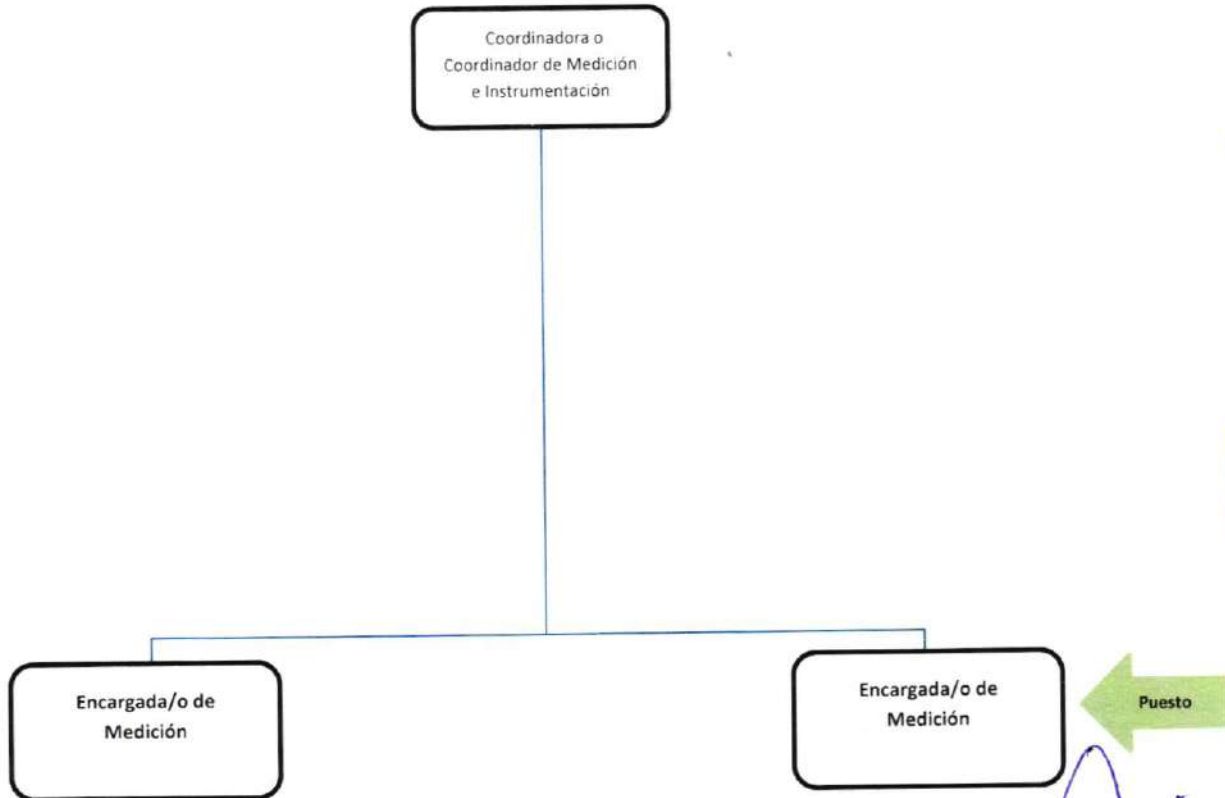 Coordinadora o
Coordinador de Medición
e Instrumentación
Encargada/o de
Medición
Encargada/o de
Medición
Puesto